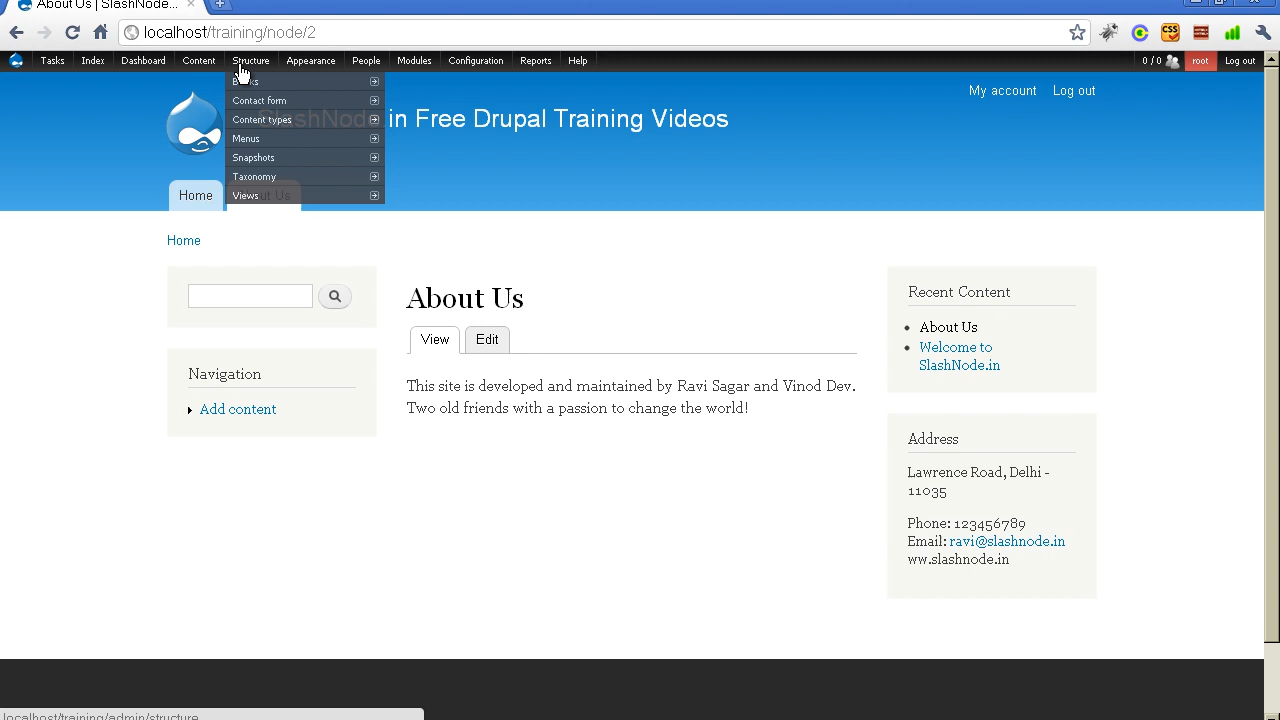 About Us | SlashNode...
localhost/training/node/2
Tasks Index Dashboard Content Structure Appearance People Modules Configuration Reports Help 0 / 0 root Log out
Contact form
Content types
Menus
Snapshots
Taxonomy
Views
My account Log out
SlashNode in Free Drupal Training Videos
Home About Us
Home
About Us
View Edit
This site is developed and maintained by Ravi Sagar and Vinod Dev.
Two old friends with a passion to change the world!
Navigation
Add content
Recent Content
About Us
Welcome to
SlashNode.in
Address
Lawrence Road, Delhi -
11035
Phone: 123456789
Email: ravi@slashnode.in
ww.slashnode.in
localhost/training/admin/structure